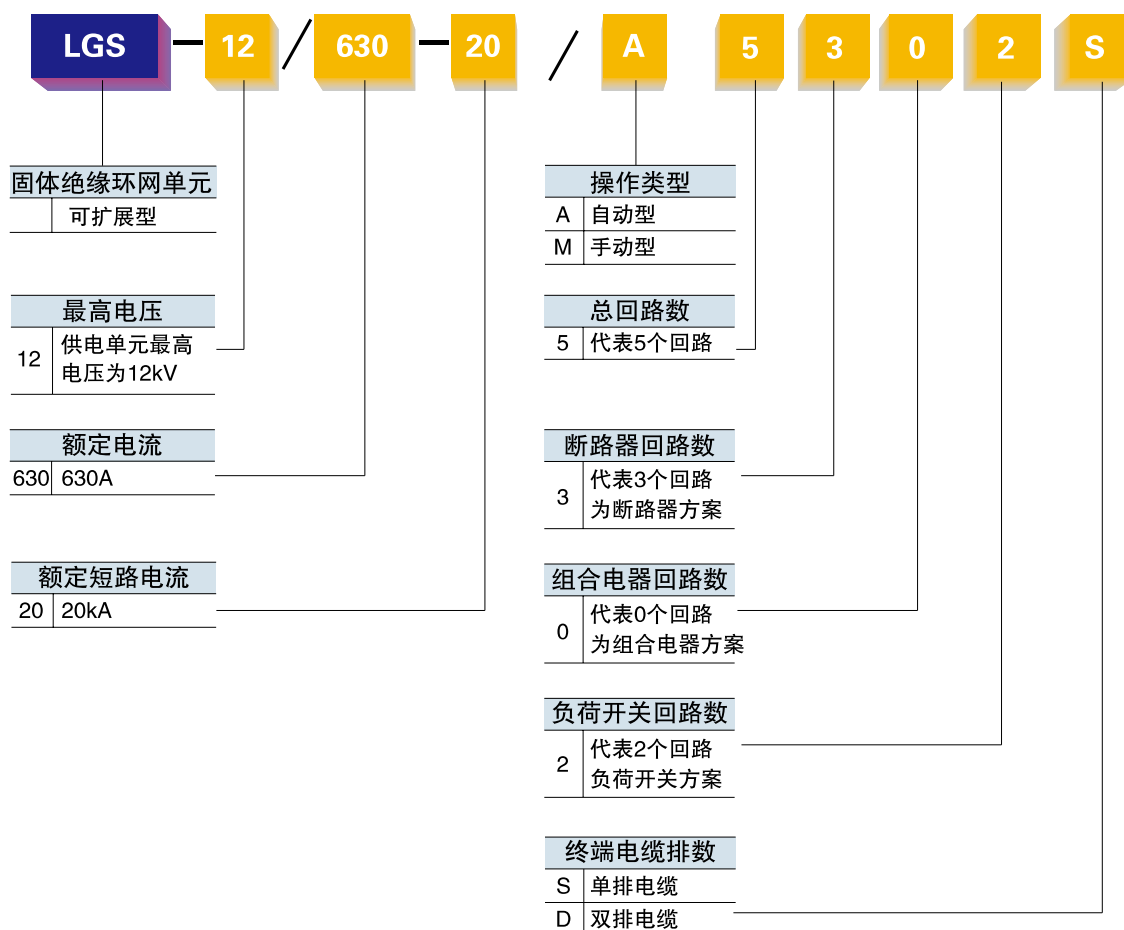 LGS-12/630-20/A5302S
固体绝缘环网单元
可扩展型
最高电压
12 供电单元最高
电压为12kV
额定电流
630 630A
额定短路电流
20 20kA
操作类型
A 自动型
M 手动型
总回路数
5 代表5个回路
断路器回路数
3 代表3个回路
为断路器方案
组合电器回路数
0 代表0个回路
为组合电器方案
负荷开关回路数
2 代表2个回路
负荷开关方案
终端电缆排数
S 单排电缆
D 双排电缆